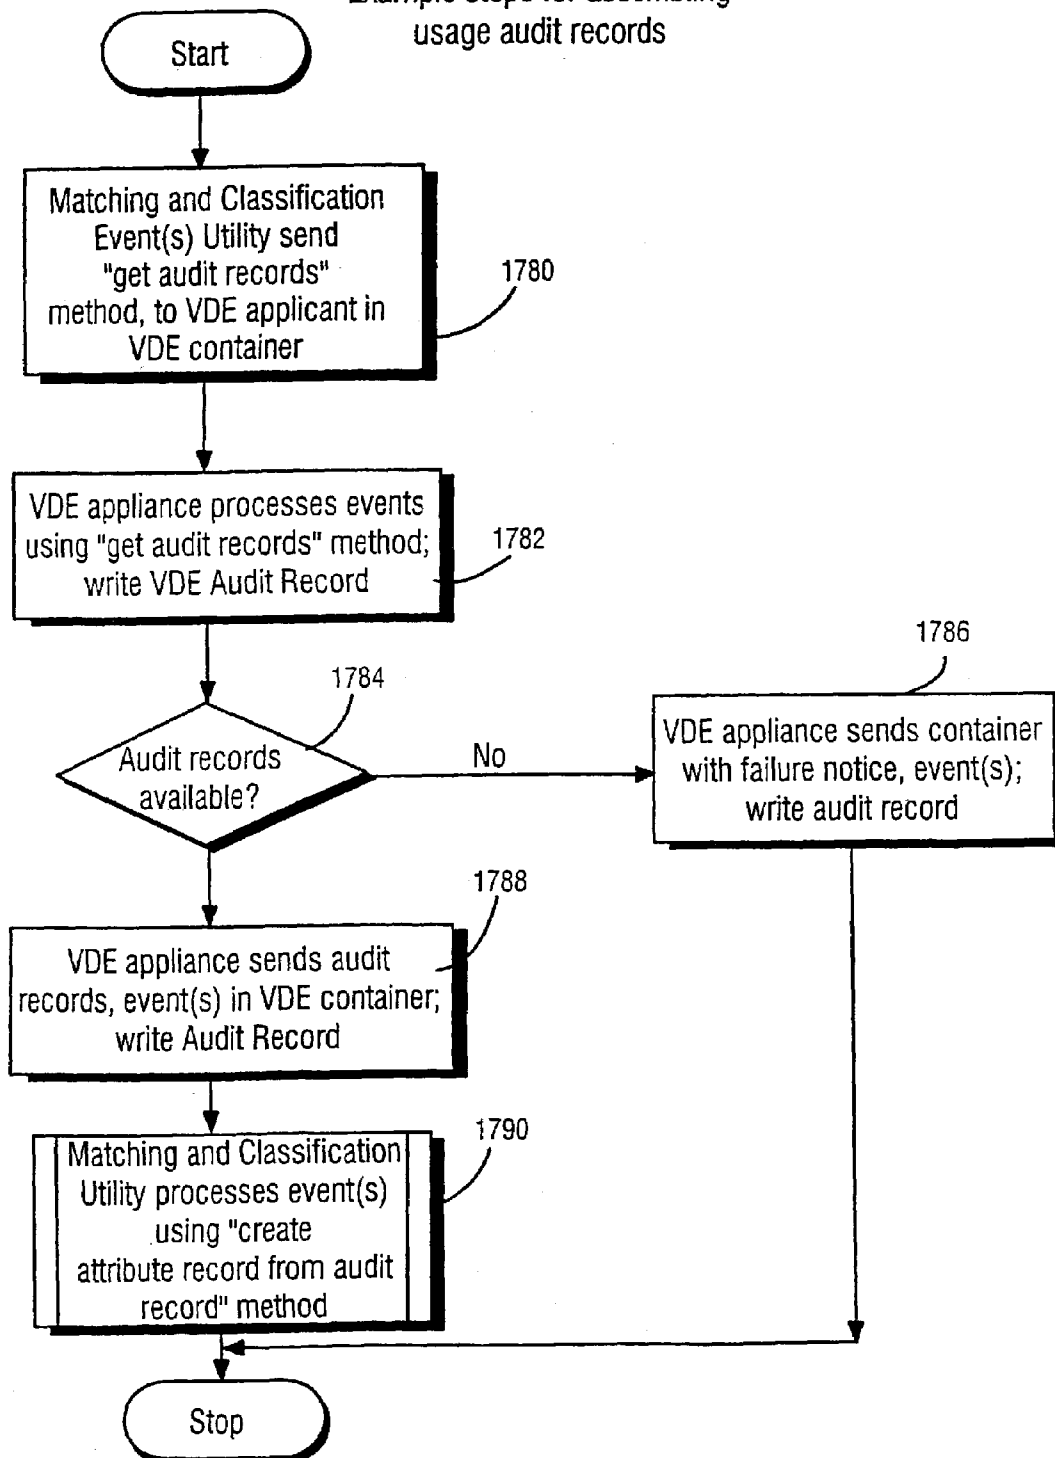 Example steps for assembling
usage audit records
Start
Matching and Classification
Event(s) Utility send
"get audit records"
method, to VDE applicant in
VDE container
1780
VDE appliance processes events
using "get audit records" method;
write VDE Audit Record
1782
1784
Audit records
available?
No
1786
VDE appliance sends container
with failure notice, event(s);
write audit record
1788
VDE appliance sends audit
records, event(s) in VDE container;
write Audit Record
1790
Matching and Classification
Utility processes event(s)
using "create
attribute record from audit
record" method
Stop